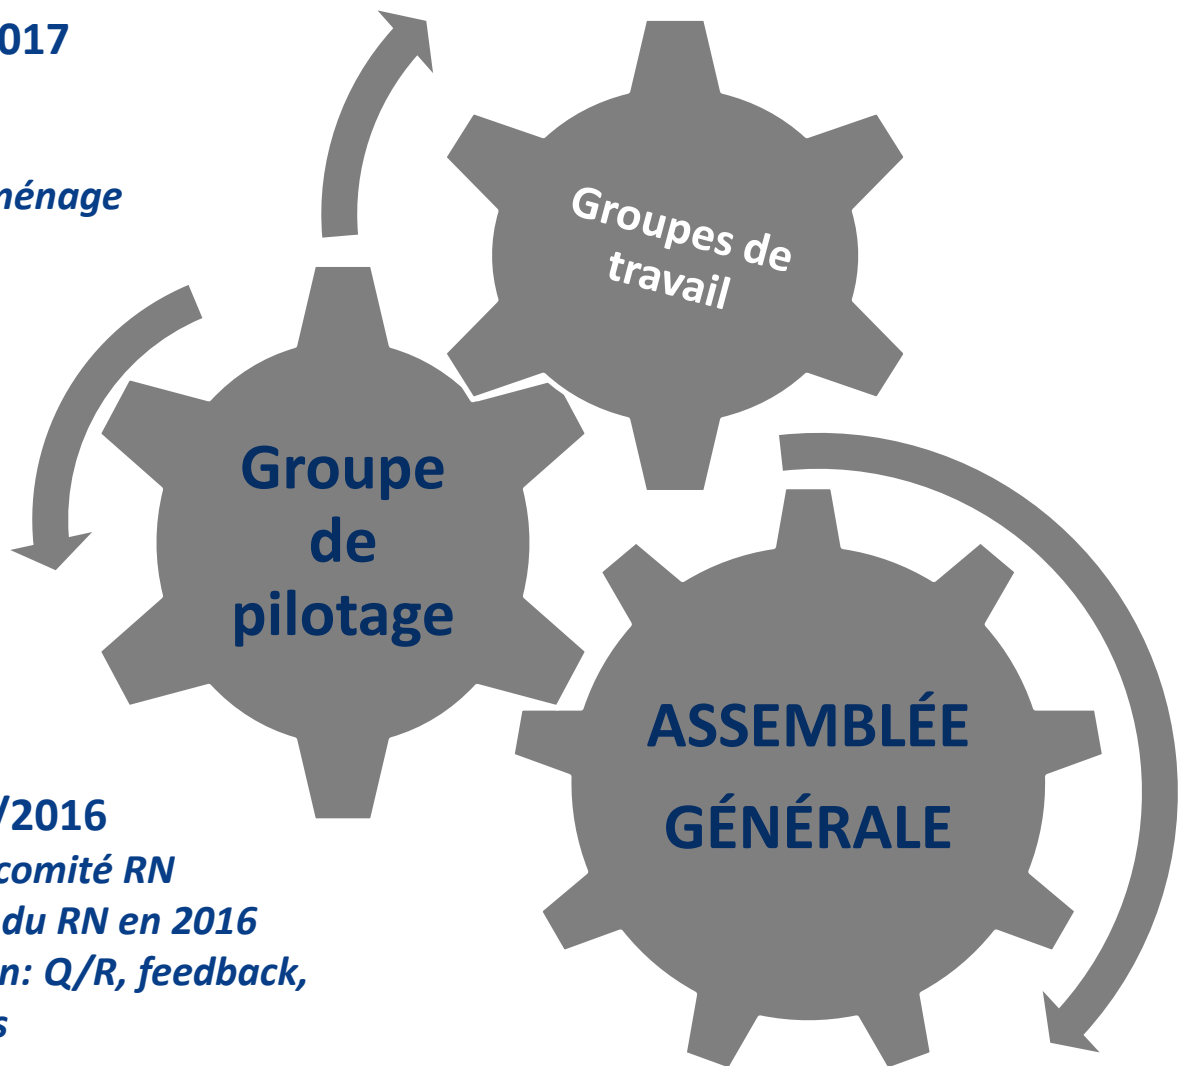 017
ménage
Groupes de
travail
Groupe
de
pilotage
ASSEMBLÉE
GÉNÉRALE
/2016
comité RN
du RN en 2016
n: Q/R, feedback,
s